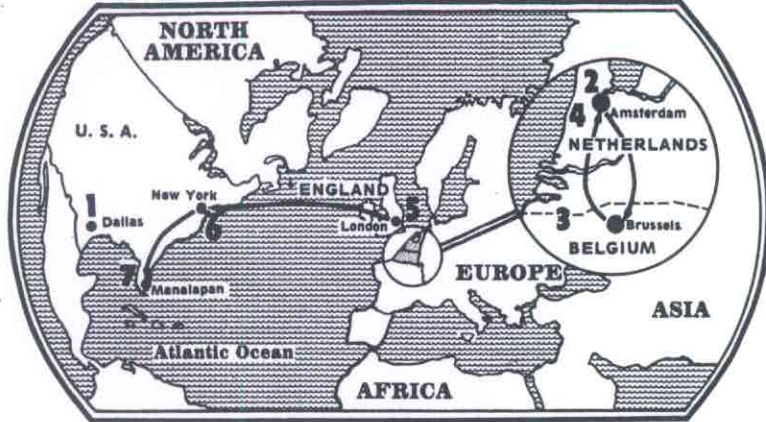 NORTH
AMERICA
U. S. A.
1
Dallas
New York
6
7
Manalapan
Atlantic Ocean
ENGLAND
London
5
EUROPE
AFRICA
ASIA
2
4
Amsterdam
NETHERLANDS
3
Brussels
BELGIUM